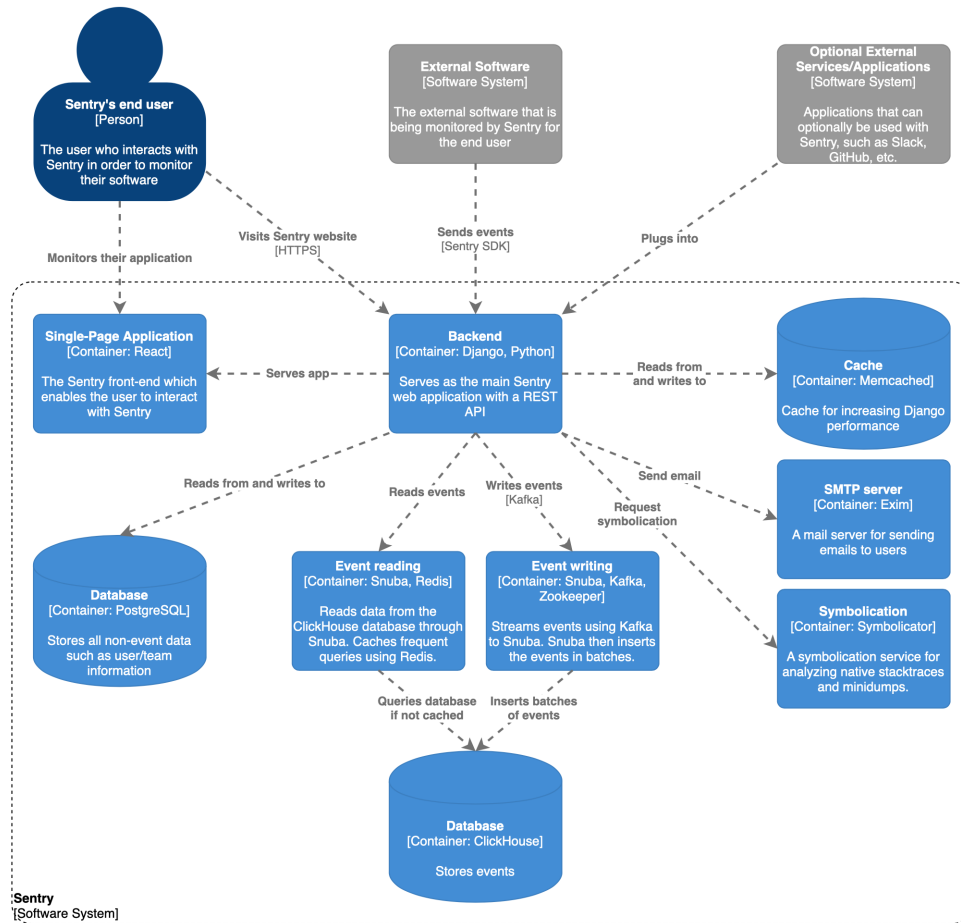 Sentry's end user
[Person]
The user who interacts with
Sentry in order to monitor
their software
External Software
[Software System]
The external software that is
being monitored by Sentry for
the end user
Optional External
Services/Applications
[Software System]
Applications that can
optionally be used with
Sentry, such as Slack,
GitHub, etc.
Monitors their application
Visits Sentry website
[HTTPS]
Sends events
[Sentry SDK]
Plugs into
Single-Page Application
[Container: React]
The Sentry front-end which
enables the user to interact
with Sentry
Serves app
Backend
[Container: Django, Python]
Serves as the main Sentry
web application with a REST
API
Reads from
and writes to
Cache
[Container: Memcached]
Cache for increasing Django
performance
Reads from and writes to
Reads events
Writes events
[Kafka]
Send email
Request
symbolication
SMTP server
[Container: Exim]
A mail server for sending
emails to users
Database
[Container: PostgreSQL]
Stores all non-event data
such as user/team
information
Event reading
[Container: Snuba, Redis]
Reads data from the
ClickHouse database through
Snuba. Caches frequent
queries using Redis.
Event writing
[Container: Snuba, Kafka,
Zookeeper]
Streams events using Kafka
to Snuba. Snuba then inserts
the events in batches.
Symbolication
[Container: Symbolicator]
A symbolication service for
analyzing native stacktraces
and minidumps.
Queries database
if not cached
Inserts batches
of events
Database
[Container: ClickHouse]
Stores events
Sentry
[Software System]